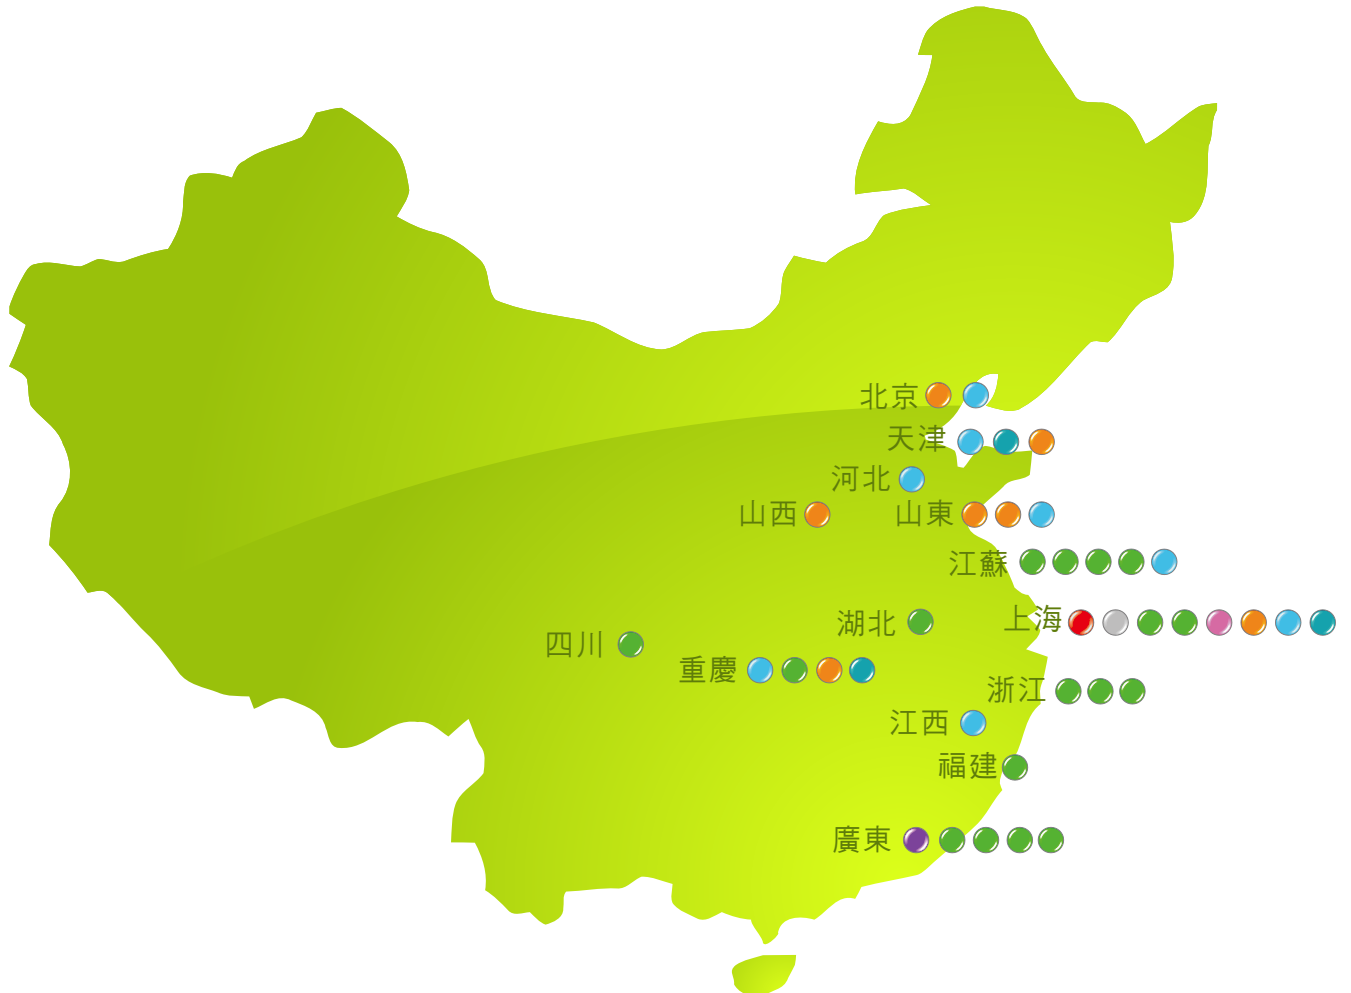 北京
天津
河北
山西
山東
江蘇
湖北
上海
四川
重慶
浙江
江西
福建
廣東